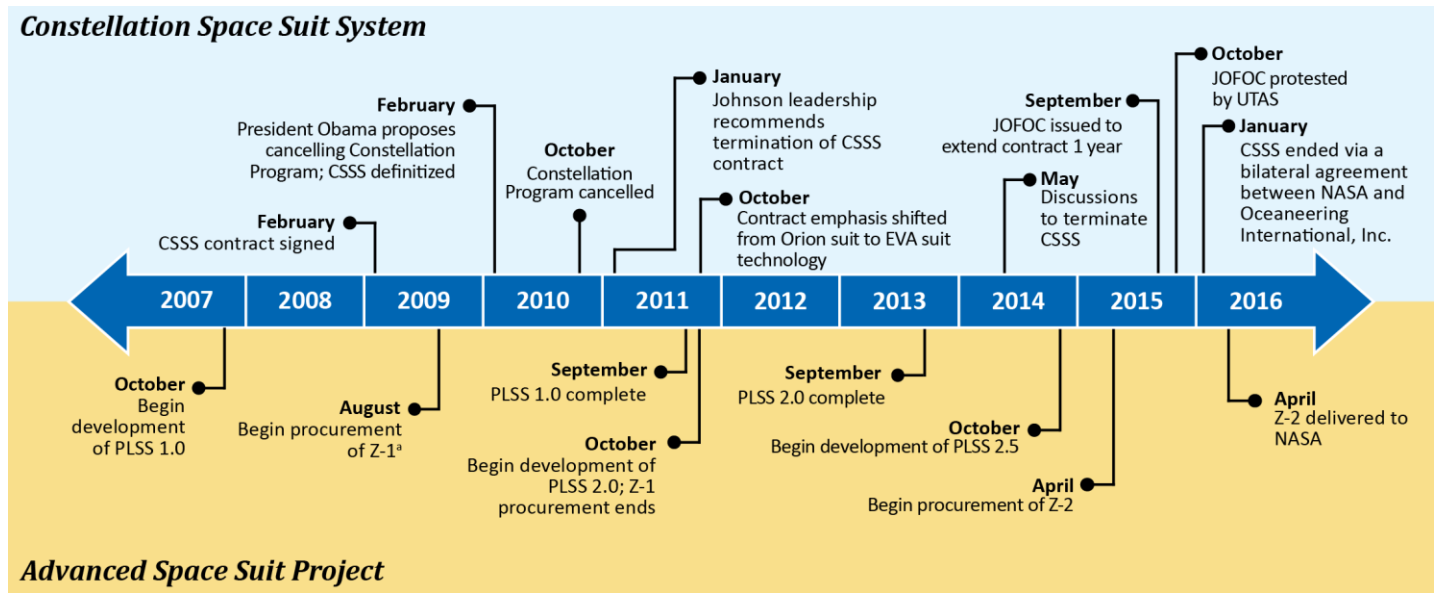 Constellation Space Suit System
February
CSSS contract signed
February
President Obama proposes
cancelling Constellation
Program; CSSS definitized
October
Constellation
Program cancelled
January
Johnson leadership
recommends
termination of CSSS
contract
October
Contract emphasis shifted
from Orion suit to EVA suit
technology
May
Discussions
to terminate
CSSS
September
JOFOC issued to
extend contract 1 year
October
JOFOC protested
by UTAS
January
CSSS ended via a
bilateral agreement
between NASA and
Oceaneering
International, Inc.
2007 2008 2009 2010 2011 2012 2013 2014 2015 2016
October
Begin
development
of PLSS 1.0
August
Begin procurement
of Z-1ᵃ
September
PLSS 1.0 complete
October
Begin development of
PLSS 2.0; Z-1
procurement ends
September
PLSS 2.0 complete
October
Begin development of PLSS 2.5
April
Begin procurement of Z-2
April
Z-2 delivered to
NASA
Advanced Space Suit Project